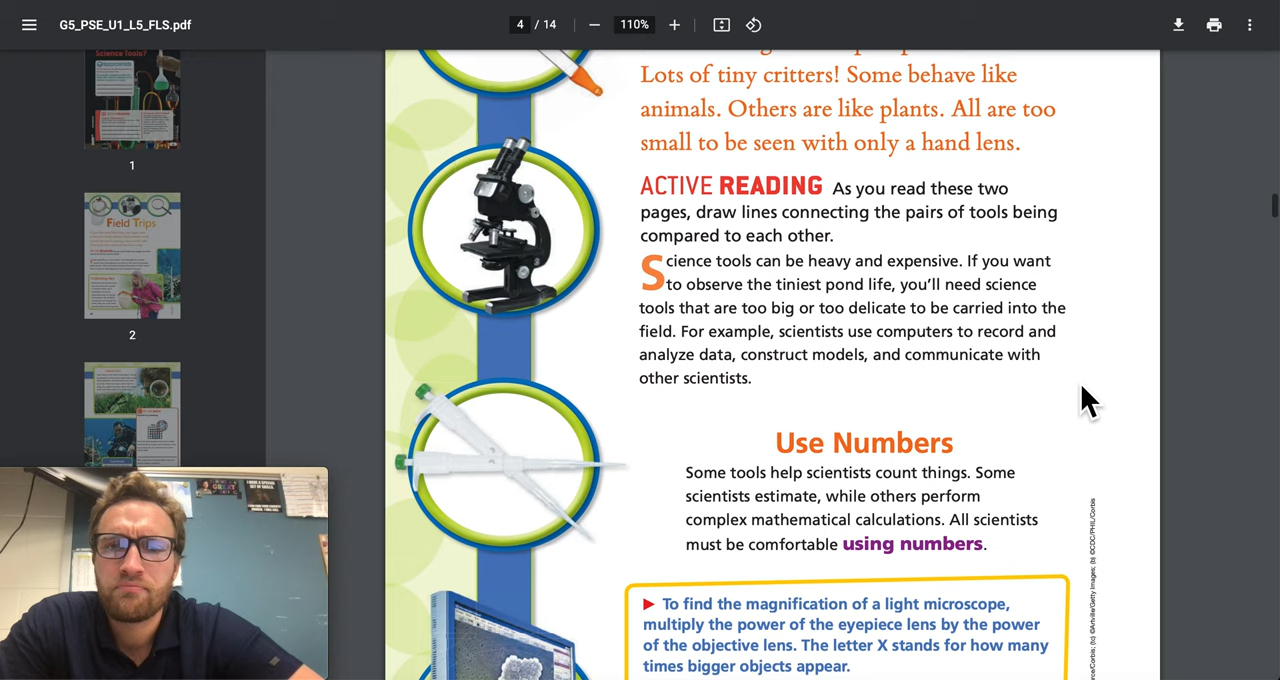 G5_PSE_U1_L5_FLS.pdf
4 / 14
110%
Science Tools?
1
Field Trips
2
Lots of tiny critters! Some behave like
animals. Others are like plants. All are too
small to be seen with only a hand lens.
ACTIVE READING As you read these two
pages, draw lines connecting the pairs of tools being
compared to each other.
Science tools can be heavy and expensive. If you want
to observe the tiniest pond life, you’ll need science
tools that are too big or too delicate to be carried into the
field. For example, scientists use computers to record and
analyze data, construct models, and communicate with
other scientists.
Use Numbers
Some tools help scientists count things. Some
scientists estimate, while others perform
complex mathematical calculations. All scientists
must be comfortable using numbers.
▶ To find the magnification of a light microscope,
multiply the power of the eyepiece lens by the power
of the objective lens. The letter X stands for how many
times bigger objects appear.